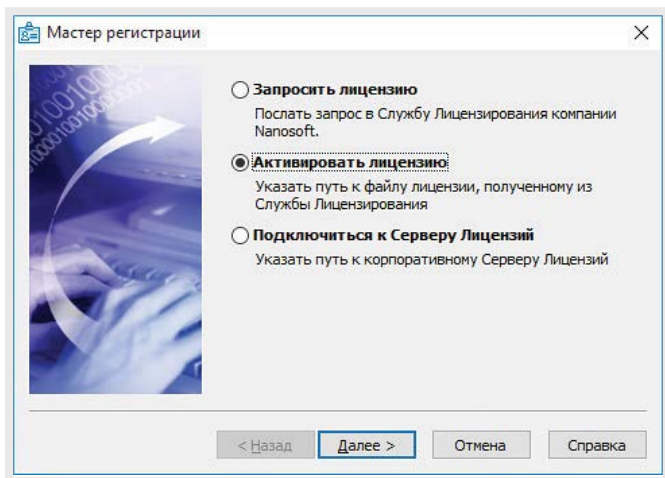 Мастер регистрации
Запросить лицензию
Послать запрос в Службу Лицензирования компании
Nanosoft.
Активировать лицензию
Указать путь к файлу лицензии, полученному из
Службы Лицензирования
Подключиться к Серверу Лицензий
Указать путь к корпоративному Серверу Лицензий
< Назад
Далее >
Отмена
Справка